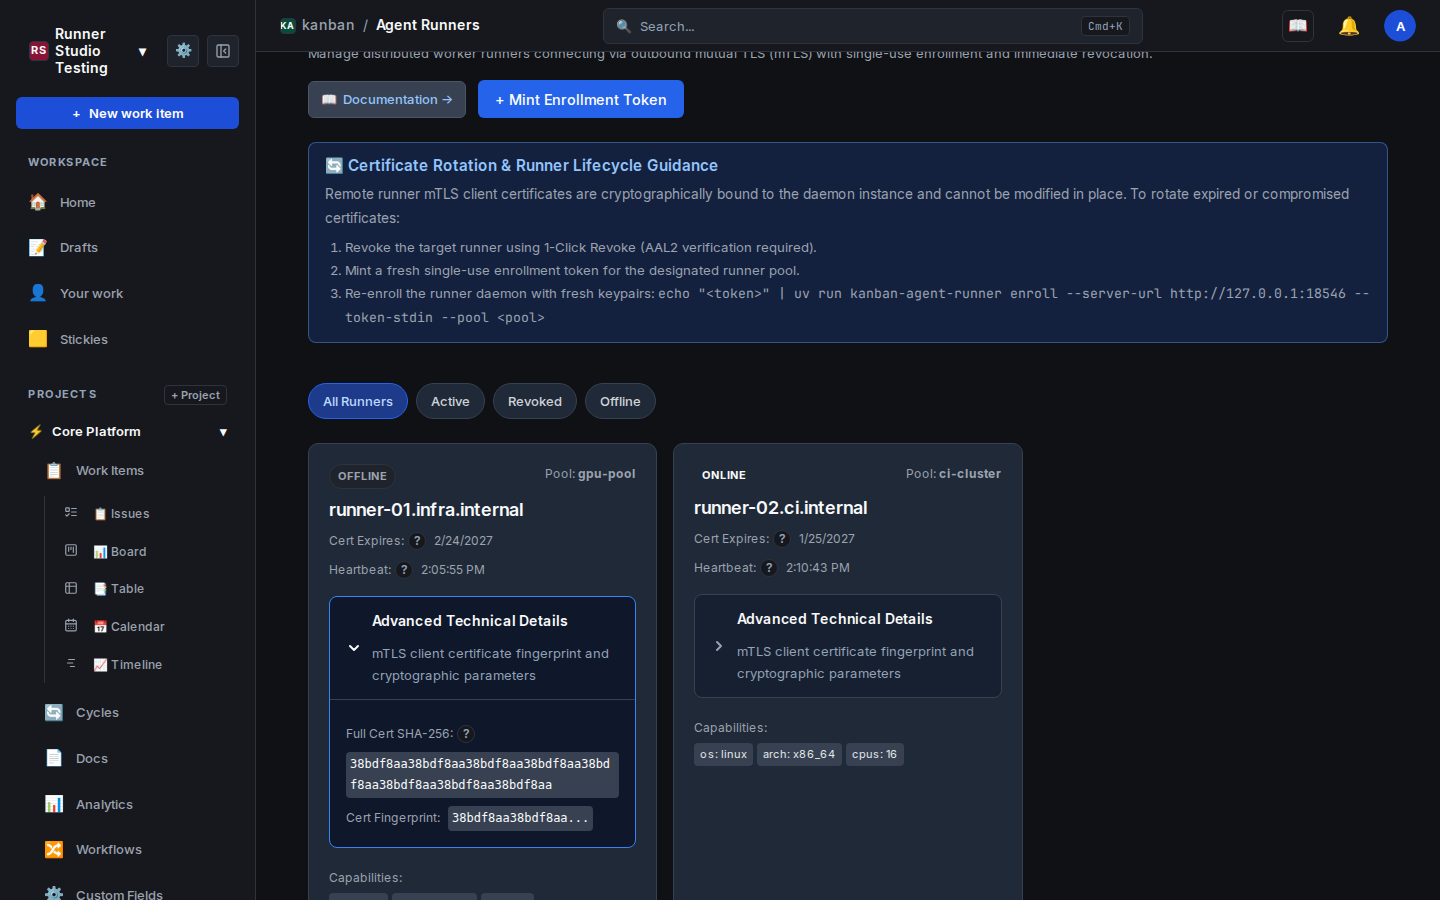 RS
Runner
Studio
Testing
+ New work item
WORKSPACE
Home
Drafts
Your work
Stickies
PROJECTS
+ Project
Core Platform
Work Items
Issues
Board
Table
Calendar
Timeline
Cycles
Docs
Analytics
Workflows
Custom Fields
KA kanban / Agent Runners
Search...
Cmd+K
A
Manage distributed worker runners connecting via outbound mutual TLS (mTLS) with single-use enrollment and immediate revocation.
Documentation →
+ Mint Enrollment Token
Certificate Rotation & Runner Lifecycle Guidance
Remote runner mTLS client certificates are cryptographically bound to the daemon instance and cannot be modified in place. To rotate expired or compromised
certificates:
1. Revoke the target runner using 1-Click Revoke (AAL2 verification required).
2. Mint a fresh single-use enrollment token for the designated runner pool.
3. Re-enroll the runner daemon with fresh keypairs: echo "<token>" | uv run kanban-agent-runner enroll --server-url http://127.0.0.1:18546 --
token-stdin --pool <pool>
All Runners
Active
Revoked
Offline
OFFLINE
Pool: gpu-pool
runner-01.infra.internal
Cert Expires: ? 2/24/2027
Heartbeat: ? 2:05:55 PM
Advanced Technical Details
mTLS client certificate fingerprint and
cryptographic parameters
Full Cert SHA-256: ?
38bdf8aa38bdf8aa38bdf8aa38bdf8aa38bd
f8aa38bdf8aa38bdf8aa38bdf8aa
Cert Fingerprint: 38bdf8aa38bdf8aa...
Capabilities:
ONLINE
Pool: ci-cluster
runner-02.ci.internal
Cert Expires: ? 1/25/2027
Heartbeat: ? 2:10:43 PM
Advanced Technical Details
mTLS client certificate fingerprint and
cryptographic parameters
Capabilities:
os: linux
arch: x86_64
cpus: 16